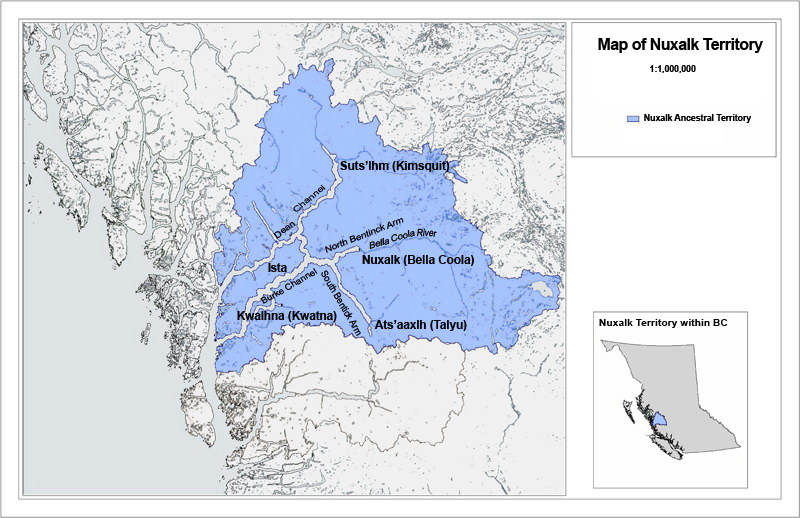 Map of Nuxalk Territory
1:1,000,000
Nuxalk Ancestral Territory
Suts'lhm (Kimsquit)
Dean Channel
North Bentinck Arm
Bella Coola River
Nuxalk (Bella Coola)
Ista
Burke Channel
South Bentick Arm
Kwalhna (Kwatna)
Ats'aaxlh (Talyu)
Nuxalk Territory within BC